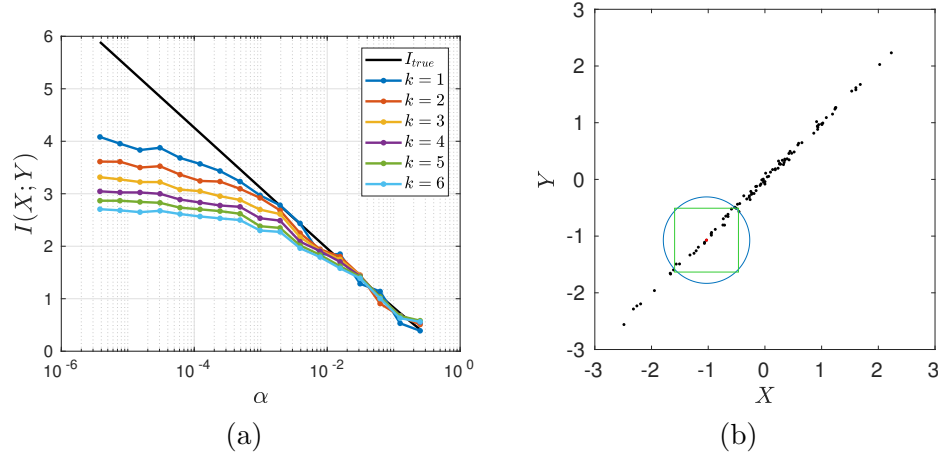 6
5
4
3
2
1
0
I(X;Y)
10^-6
10^-4
10^-2
10^0
α
I_true
k = 1
k = 2
k = 3
k = 4
k = 5
k = 6
(a)
3
2
1
0
-1
-2
-3
Y
-3 -2 -1 0 1 2 3
X
(b)